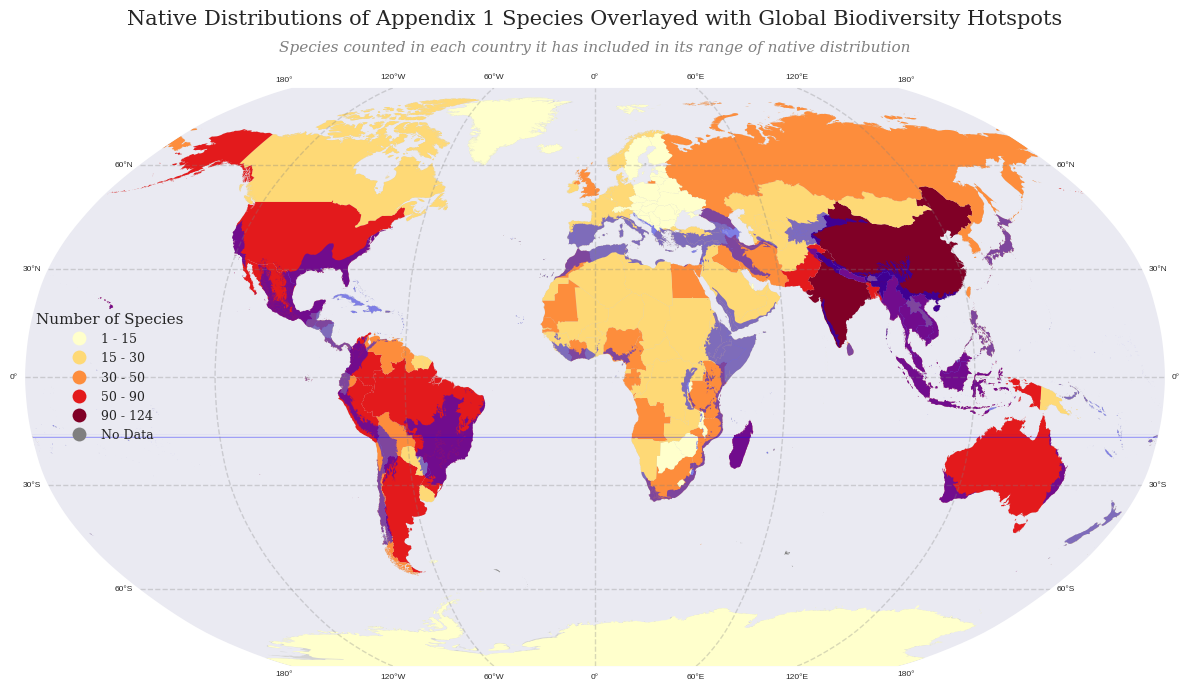 Native Distributions of Appendix 1 Species Overlayed with Global Biodiversity Hotspots
Species counted in each country it has included in its range of native distribution
180° 120°W 60°W 0° 60°E 120°E 180°
60°N 60°N
30°N 30°N
Number of Species
1 - 15
15 - 30
30 - 50
0° 0°
50 - 90
90 - 124
No Data
30°S 30°S
60°S 60°S
180° 120°W 60°W 0° 60°E 120°E 180°